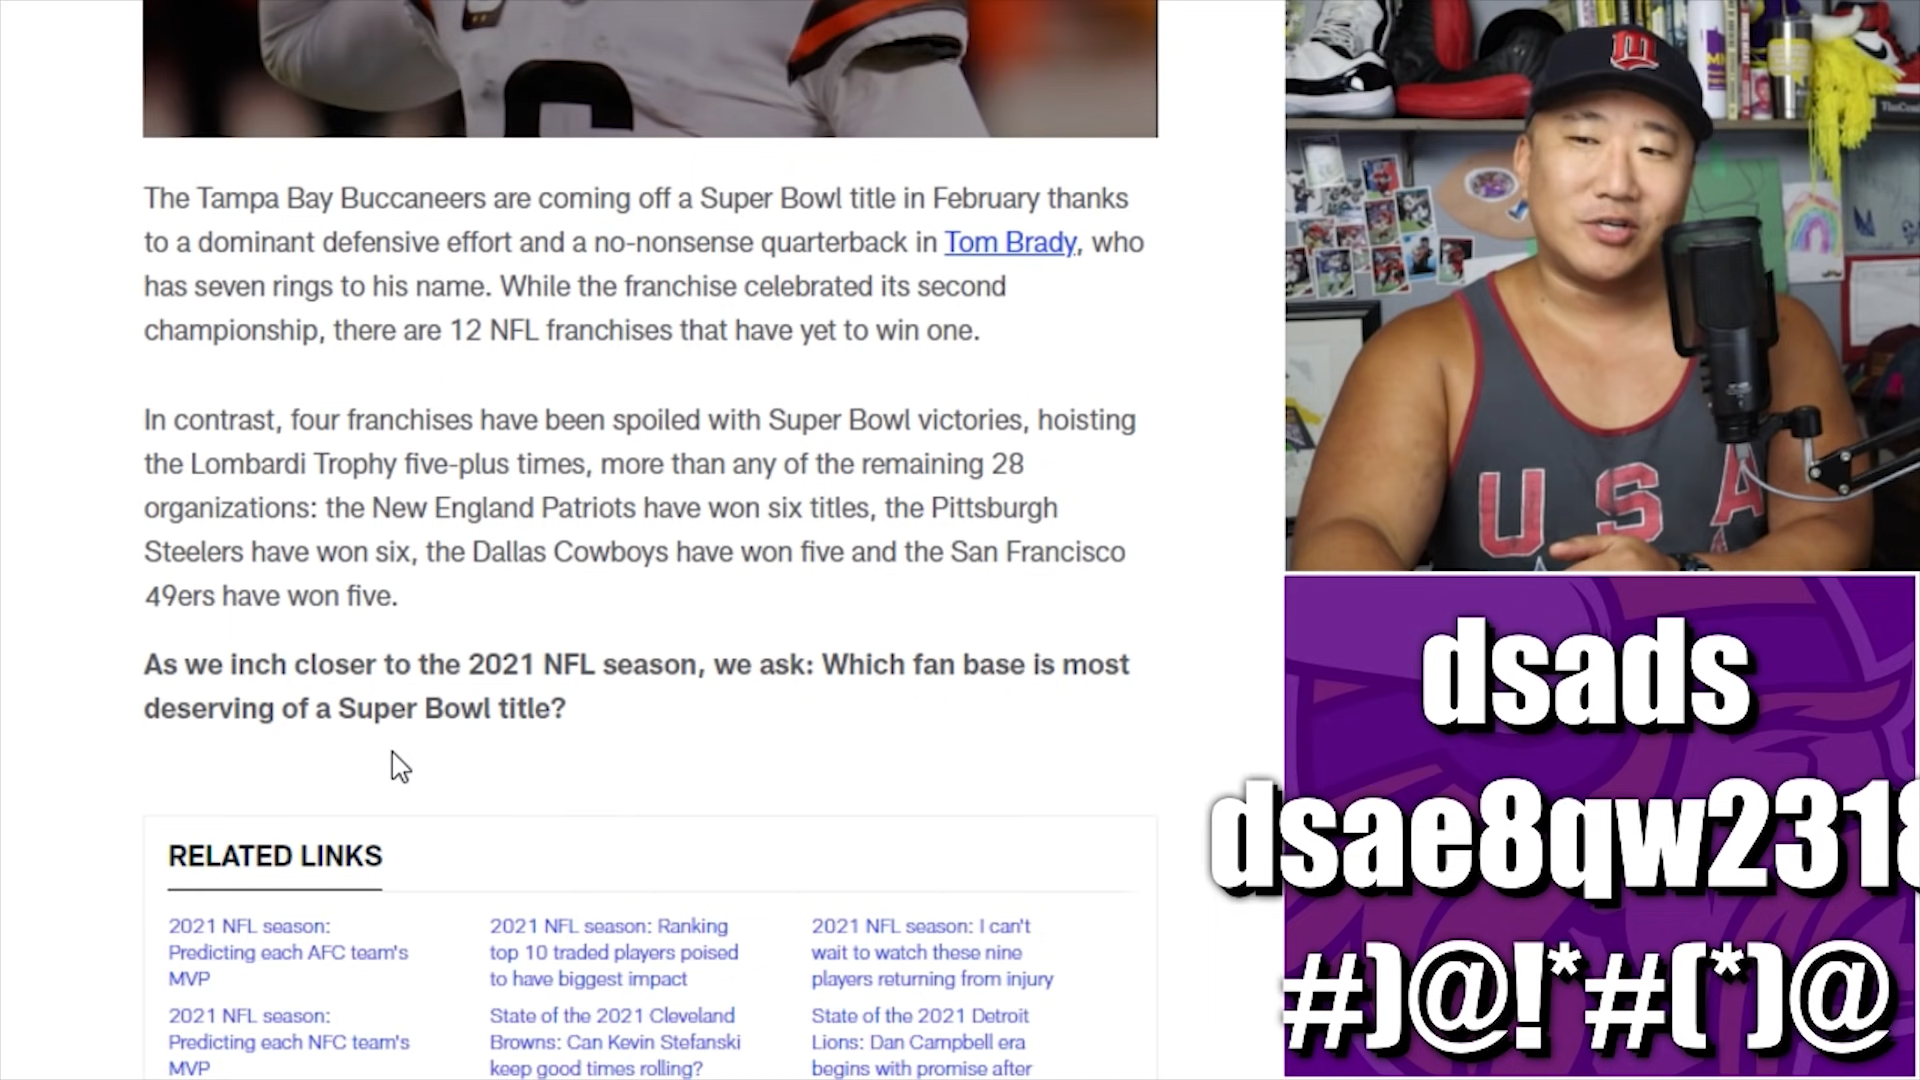 The Tampa Bay Buccaneers are coming off a Super Bowl title in February thanks
to a dominant defensive effort and a no-nonsense quarterback in Tom Brady, who
has seven rings to his name. While the franchise celebrated its second
championship, there are 12 NFL franchises that have yet to win one.
In contrast, four franchises have been spoiled with Super Bowl victories, hoisting
the Lombardi Trophy five-plus times, more than any of the remaining 28
organizations: the New England Patriots have won six titles, the Pittsburgh
Steelers have won six, the Dallas Cowboys have won five and the San Francisco
49ers have won five.
As we inch closer to the 2021 NFL season, we ask: Which fan base is most
deserving of a Super Bowl title?
RELATED LINKS
2021 NFL season:
Predicting each AFC team's
MVP
2021 NFL season: Ranking
top 10 traded players poised
to have biggest impact
2021 NFL season: I can't
wait to watch these nine
players returning from injury
2021 NFL season:
Predicting each NFC team's
MVP
State of the 2021 Cleveland
Browns: Can Kevin Stefanski
keep good times rolling?
State of the 2021 Detroit
Lions: Dan Campbell era
begins with promise after
M
USA
dsads
dsae8qw2318
#)@!*#(*)@